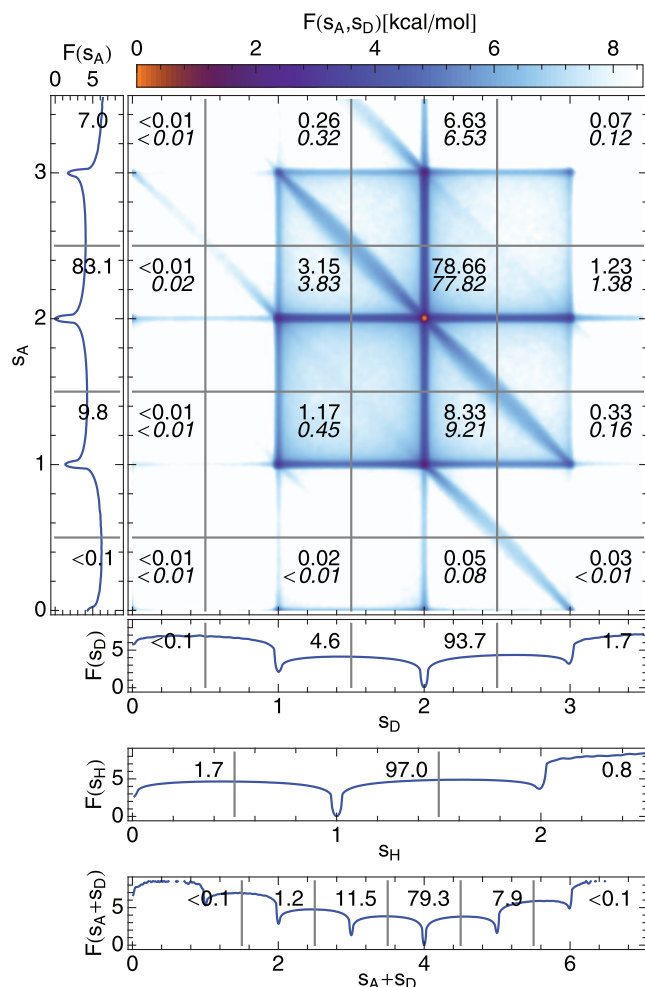 F(s_A,s_D)[kcal/mol]
F(s_A)
0 2 4 6 8
0 5
7.0 <0.01 0.26 6.63 0.07
<0.01 0.32 6.53 0.12
3
83.1 <0.01 3.15 78.66 1.23
0.02 3.83 77.82 1.38
2
s_A
9.8 <0.01 1.17 8.33 0.33
<0.01 0.45 9.21 0.16
1
<0.1 <0.01 0.02 0.05 0.03
<0.01 <0.01 0.08 <0.01
0
F(s_D)
5
0
<0.1 4.6 93.7 1.7
0 1 2 3
s_D
F(s_H)
5
0
1.7 97.0 0.8
0 1 2
s_H
F(s_A+s_D)
5
0
<0.1 1.2 11.5 79.3 7.9 <0.1
0 2 4 6
s_A+s_D